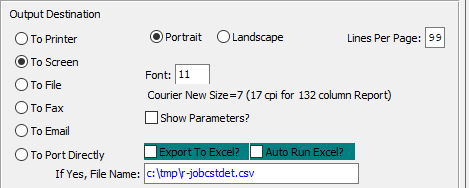 Output Destination
To Printer
Portrait
Landscape
Lines Per Page: 99
To Screen
To File
Font: 11
Courier New Size=7 (17 cpi for 132 column Report)
To Fax
Show Parameters?
To Email
To Port Directly
Export To Excel?
Auto Run Excel?
If Yes, File Name: c:\tmp\r-jobcstdet.csv